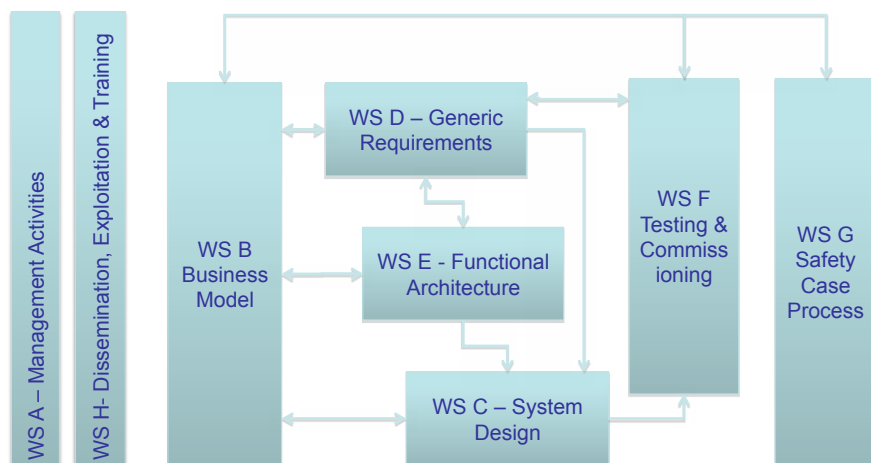 WS A – Management Activities
WS H- Dissemination, Exploitation & Training
WS B
Business
Model
WS D – Generic
Requirements
WS E - Functional
Architecture
WS C – System
Design
WS F
Testing &
Commiss
ioning
WS G
Safety
Case
Process